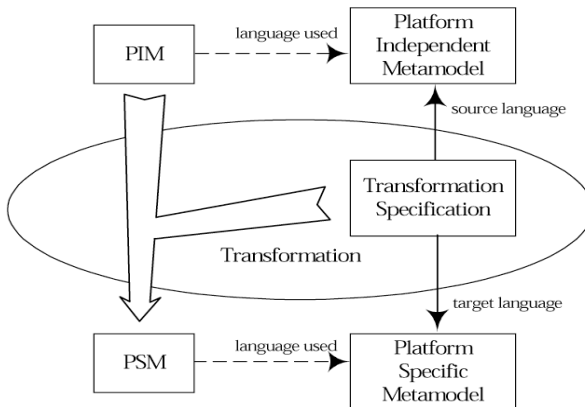 PIM
language used
Platform
Independent
Metamodel
source language
Transformation
Specification
Transformation
target language
PSM
language used
Platform
Specific
Metamodel